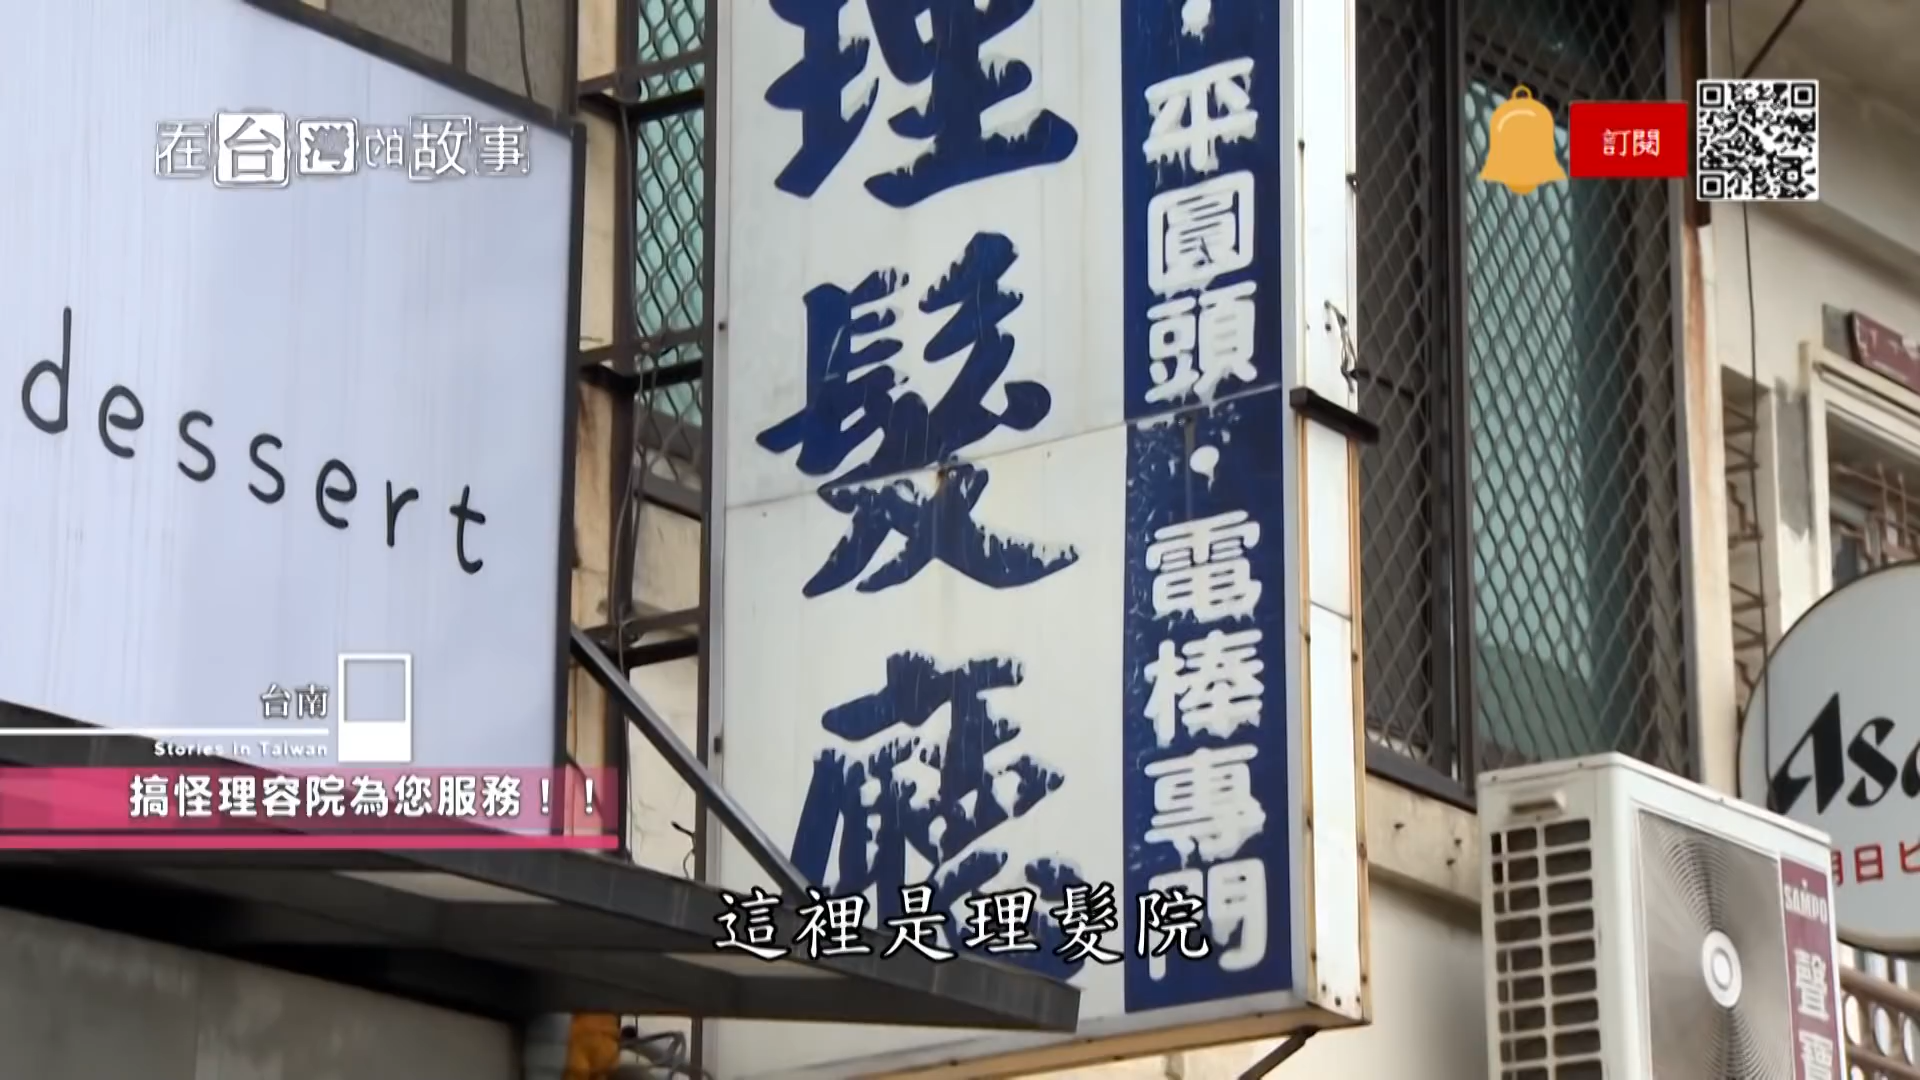 在台灣的故事
訂閱
dessert
理髮廳
·平圓頭·電棒專門
台南
Stories in Taiwan
搞怪理容院為您服務！！
這裡是理髮院
SAMPO
聲寶